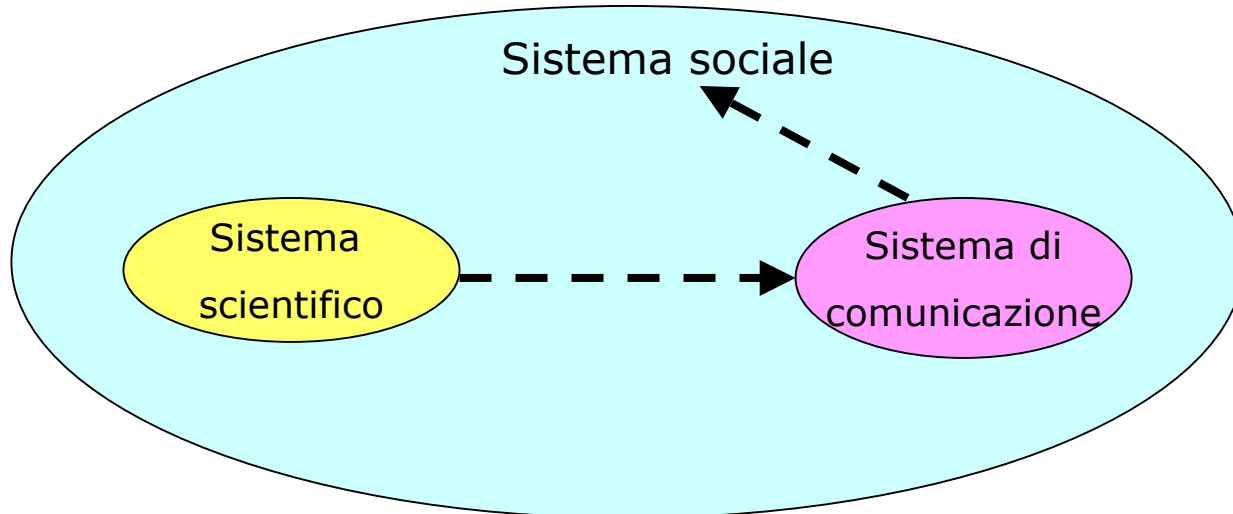 Sistema sociale
Sistema
scientifico
Sistema di
comunicazione